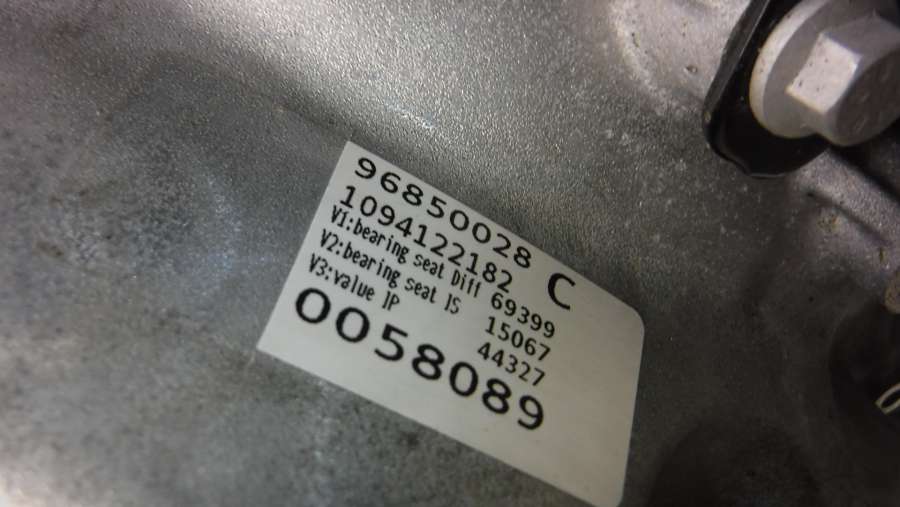 96850028 C
1094122182
V1:bearing seat Diff 69399
V2:bearing seat IS 15067
V3:value IP 44327
0058089